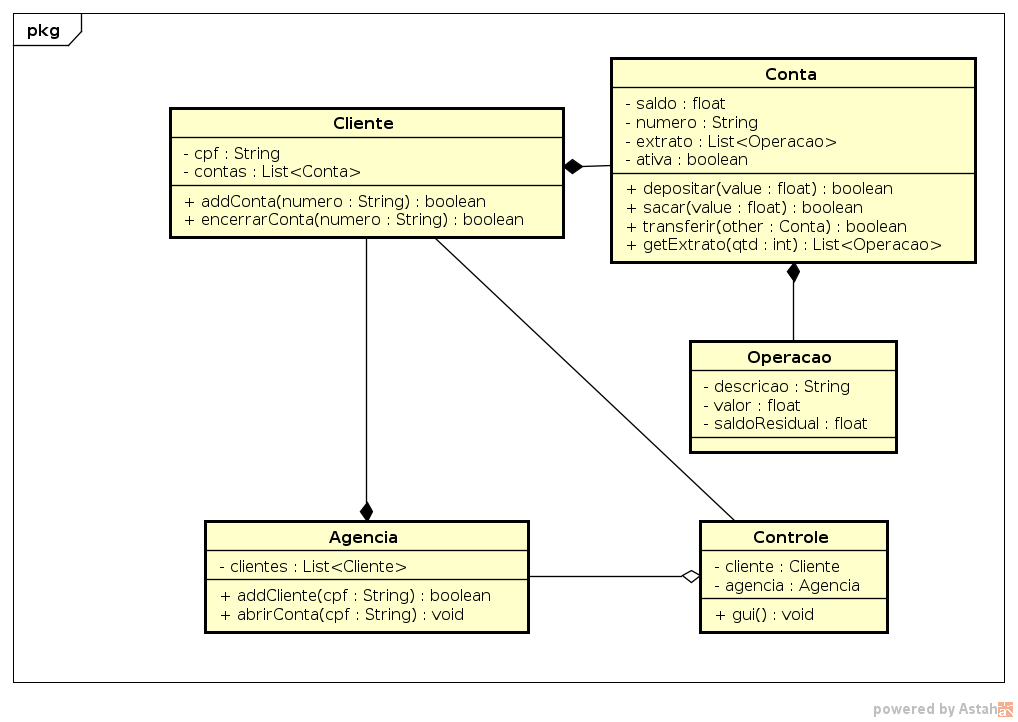 pkg
Conta
- saldo : float
- numero : String
- extrato : List<Operacao>
- ativa : boolean
+ depositar(value : float) : boolean
+ sacar(value : float) : boolean
+ transferir(other : Conta) : boolean
+ getExtrato(qtd : int) : List<Operacao>
Cliente
- cpf : String
- contas : List<Conta>
+ addConta(numero : String) : boolean
+ encerrarConta(numero : String) : boolean
Operacao
- descricao : String
- valor : float
- saldoResidual : float
Agencia
- clientes : List<Cliente>
+ addCliente(cpf : String) : boolean
+ abrirConta(cpf : String) : void
Controle
- cliente : Cliente
- agencia : Agencia
+ gui() : void
powered by Astah